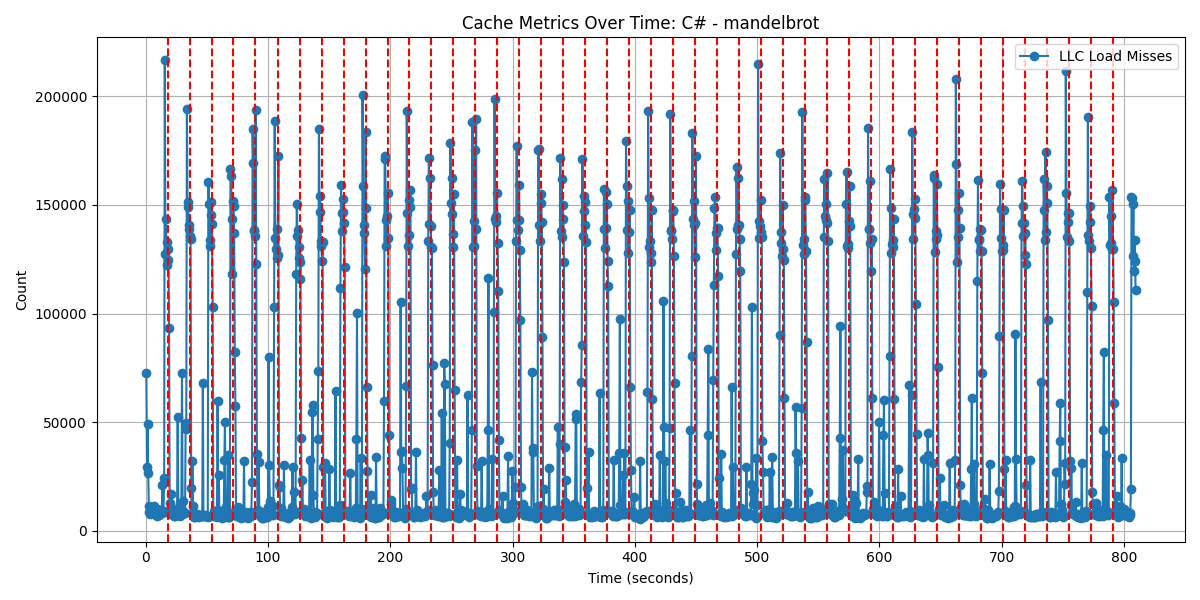 Cache Metrics Over Time: C# - mandelbrot
LLC Load Misses
Count
200000
150000
100000
50000
0
0 100 200 300 400 500 600 700 800
Time (seconds)